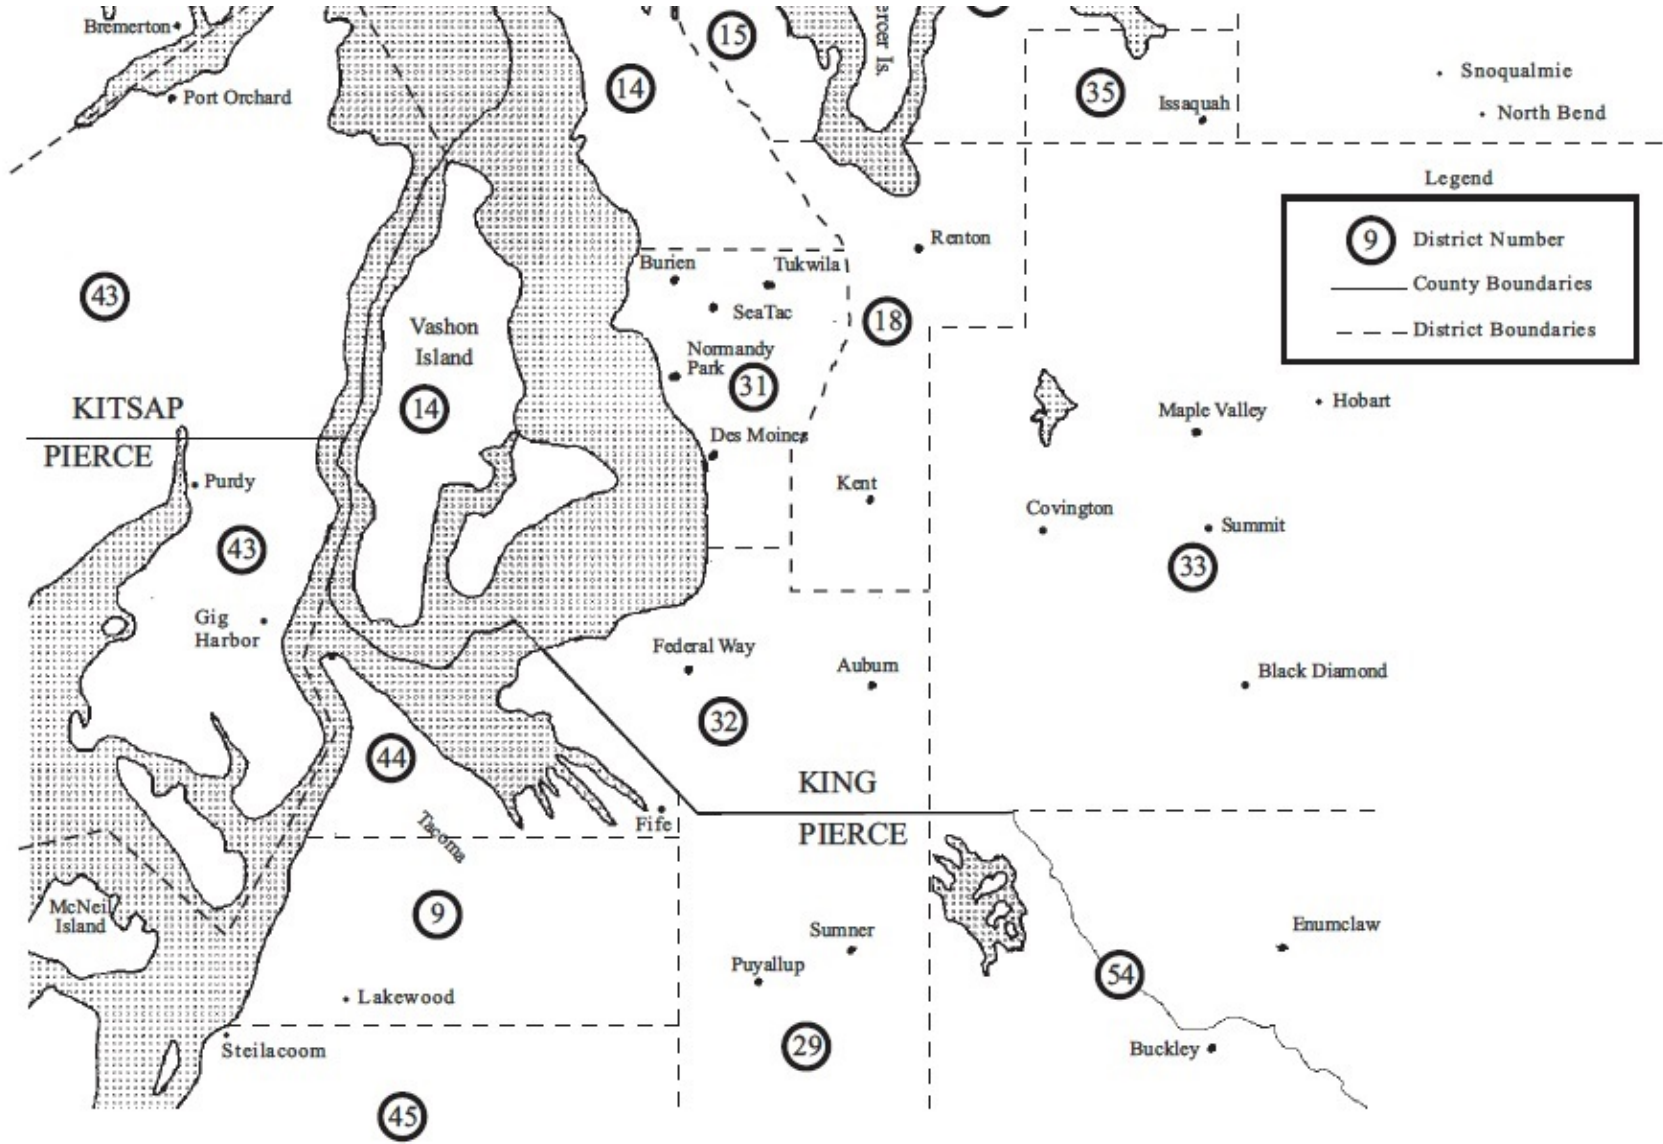 Bremerton
Port Orchard
15
14
ercer Is.
35
Issaquah
Snoqualmie
North Bend
Legend
9 District Number
County Boundaries
District Boundaries
Renton
Burien
Tukwila
SeaTac
18
43
Vashon
Island
14
Normandy
Park
31
KITSAP
PIERCE
Des Moines
Maple Valley
Hobart
Purdy
Kent
Covington
Summit
43
33
Gig
Harbor
Federal Way
Auburn
Black Diamond
32
44
KING
PIERCE
Tacoma
Fife
McNeil
Island
9
Sumner
Puyallup
Enumclaw
54
Lakewood
Steilacoom
29
Buckley
45